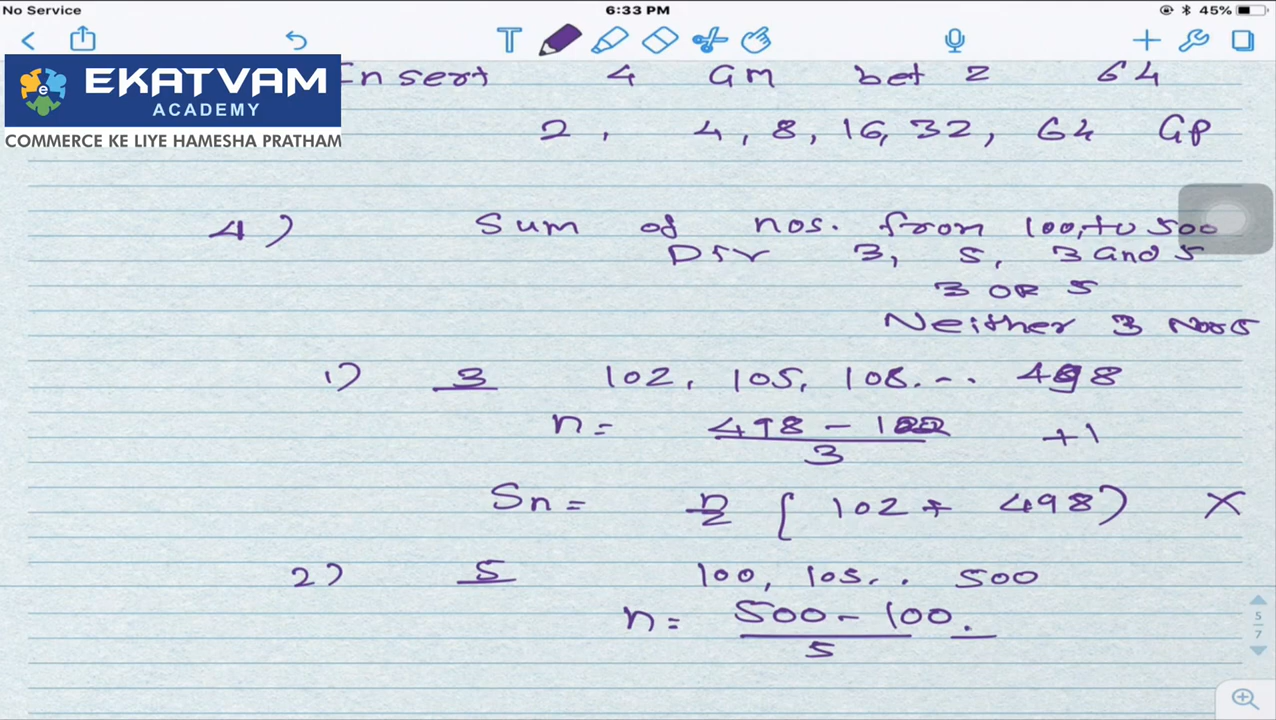 No Service 6:33 PM 45%
T
EKATVAM
ACADEMY
COMMERCE KE LIYE HAMESHA PRATHAM
Insert 4 GM bet 2 64
2, 4, 8, 16, 32, 64 GP
4) Sum of nos. from 100, to 500
Div 3, 5, 3 and 5
3 OR 5
Neither 3 Nor 5
1) 3 102, 105, 108... 498
n = 498 - 102 +1
3
Sn = n [ 102 + 498) X
2
2) 5 100, 105.. 500
n = 500 - 100.
5
5
7